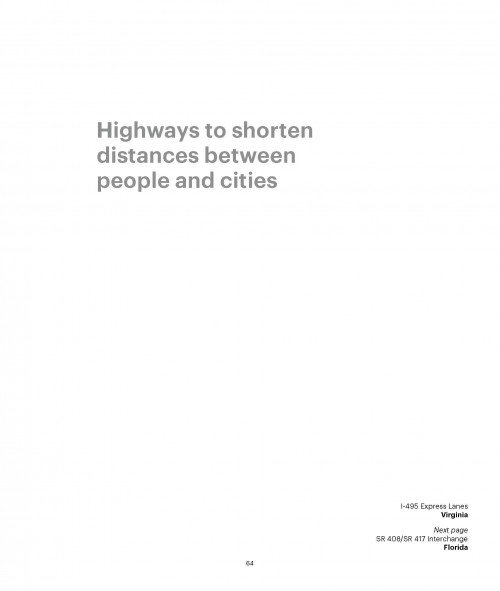 Highways to shorten
distances between
people and cities
I-495 Express Lanes
Virginia
Next page
SR 408/SR 417 Interchange
Florida
64